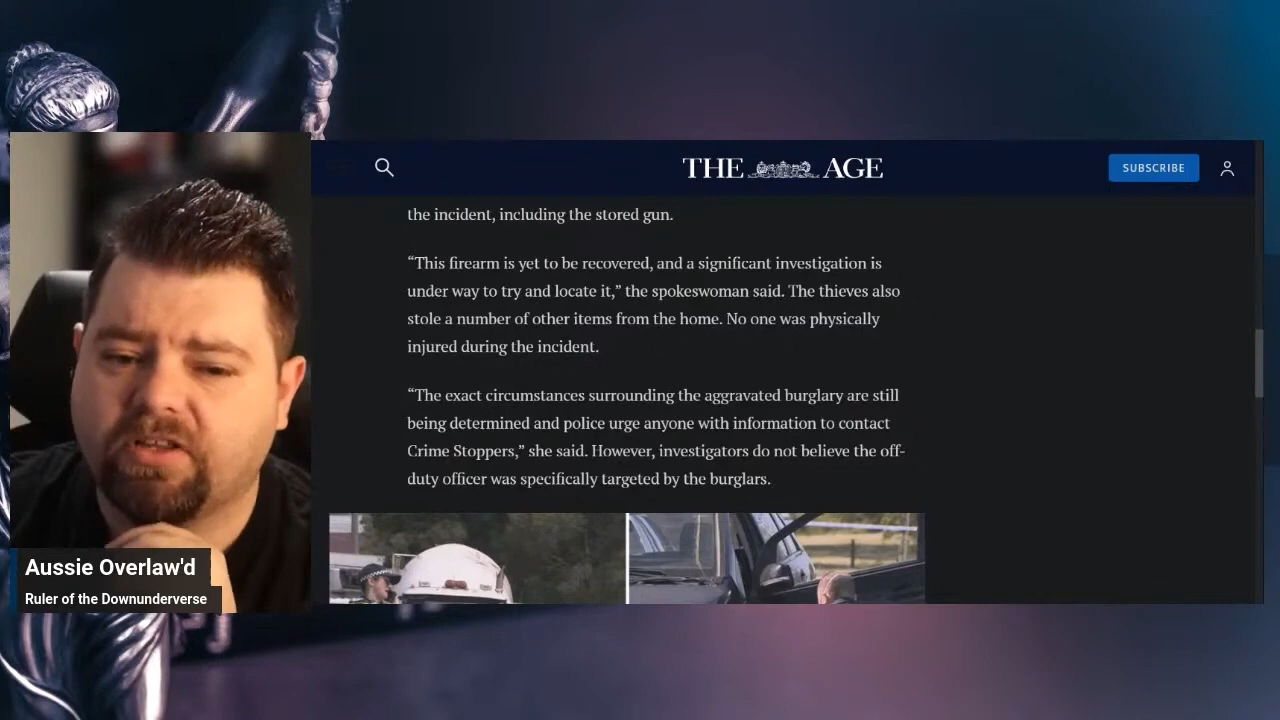 THE AGE
SUBSCRIBE
the incident, including the stored gun.
“This firearm is yet to be recovered, and a significant investigation is
under way to try and locate it,” the spokeswoman said. The thieves also
stole a number of other items from the home. No one was physically
injured during the incident.
“The exact circumstances surrounding the aggravated burglary are still
being determined and police urge anyone with information to contact
Crime Stoppers,” she said. However, investigators do not believe the off-
duty officer was specifically targeted by the burglars.
Aussie Overlaw'd
Ruler of the Downunderverse